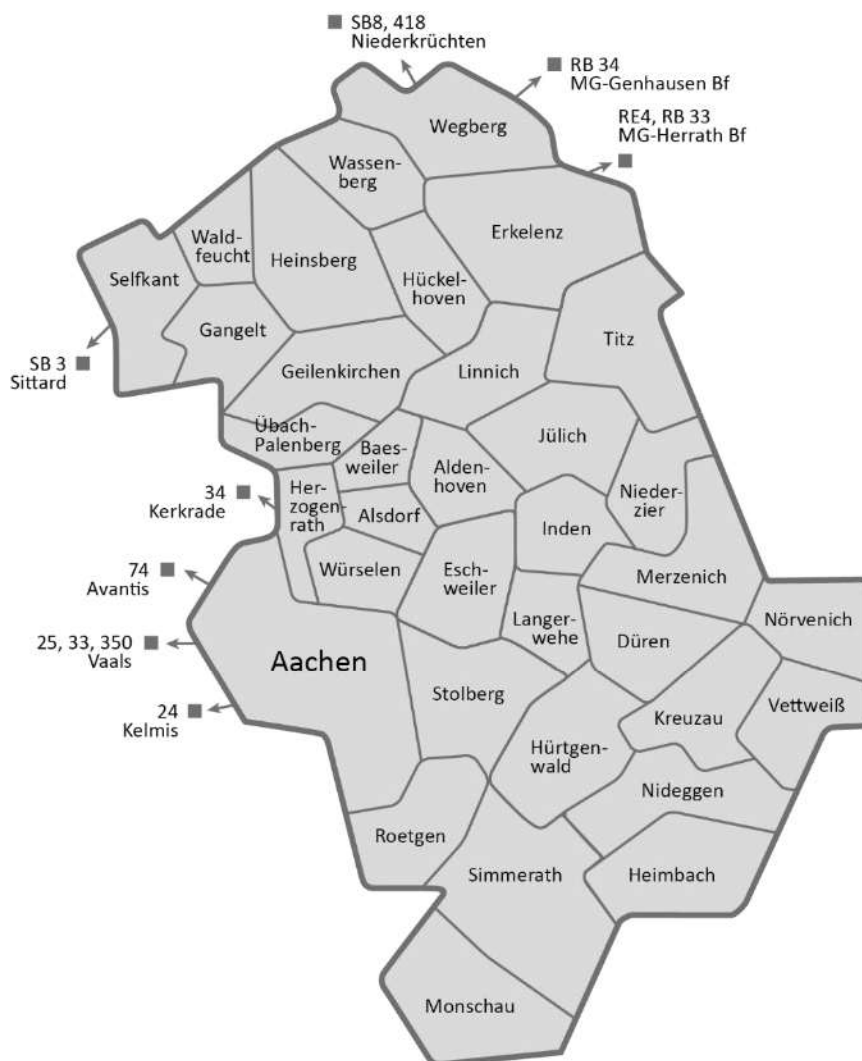 SB8, 418
Niederkrüchten
RB 34
MG-Genhausen Bf
RE4, RB 33
MG-Herrath Bf
Wegberg
Wassen-
berg
Erkelenz
Wald-
feucht
Heinsberg
Selfkant
Hückel-
hoven
Gangelt
Titz
SB 3
Sittard
Geilenkirchen
Linnich
Übach-
Palenberg
Baes-
weiler
Jülich
Alden-
hoven
Her-
zogen-
rath
Nieder-
zier
34
Kerkrade
Alsdorf
Inden
74
Avantis
Würselen
Esch-
weiler
Merzenich
Langer-
wehe
Nörvenich
25, 33, 350
Vaals
Düren
Aachen
Stolberg
Kreuzau
Vettweiß
24
Kelmis
Hürtgen-
wald
Nideggen
Roetgen
Simmerath
Heimbach
Monschau